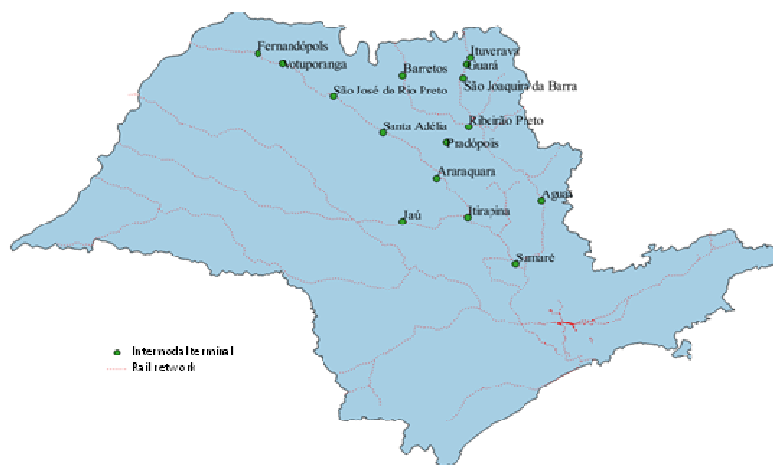 Fernandópolis
Votuporanga
Ituverava
Guará
Barretos
São Joaquim da Barra
São José do Rio Preto
Ribeirão Preto
Santa Adélia
Pradópolis
Araraquara
Aguaí
Jaú
Itirapina
Sumaré
Intermodal terminal
Rail network